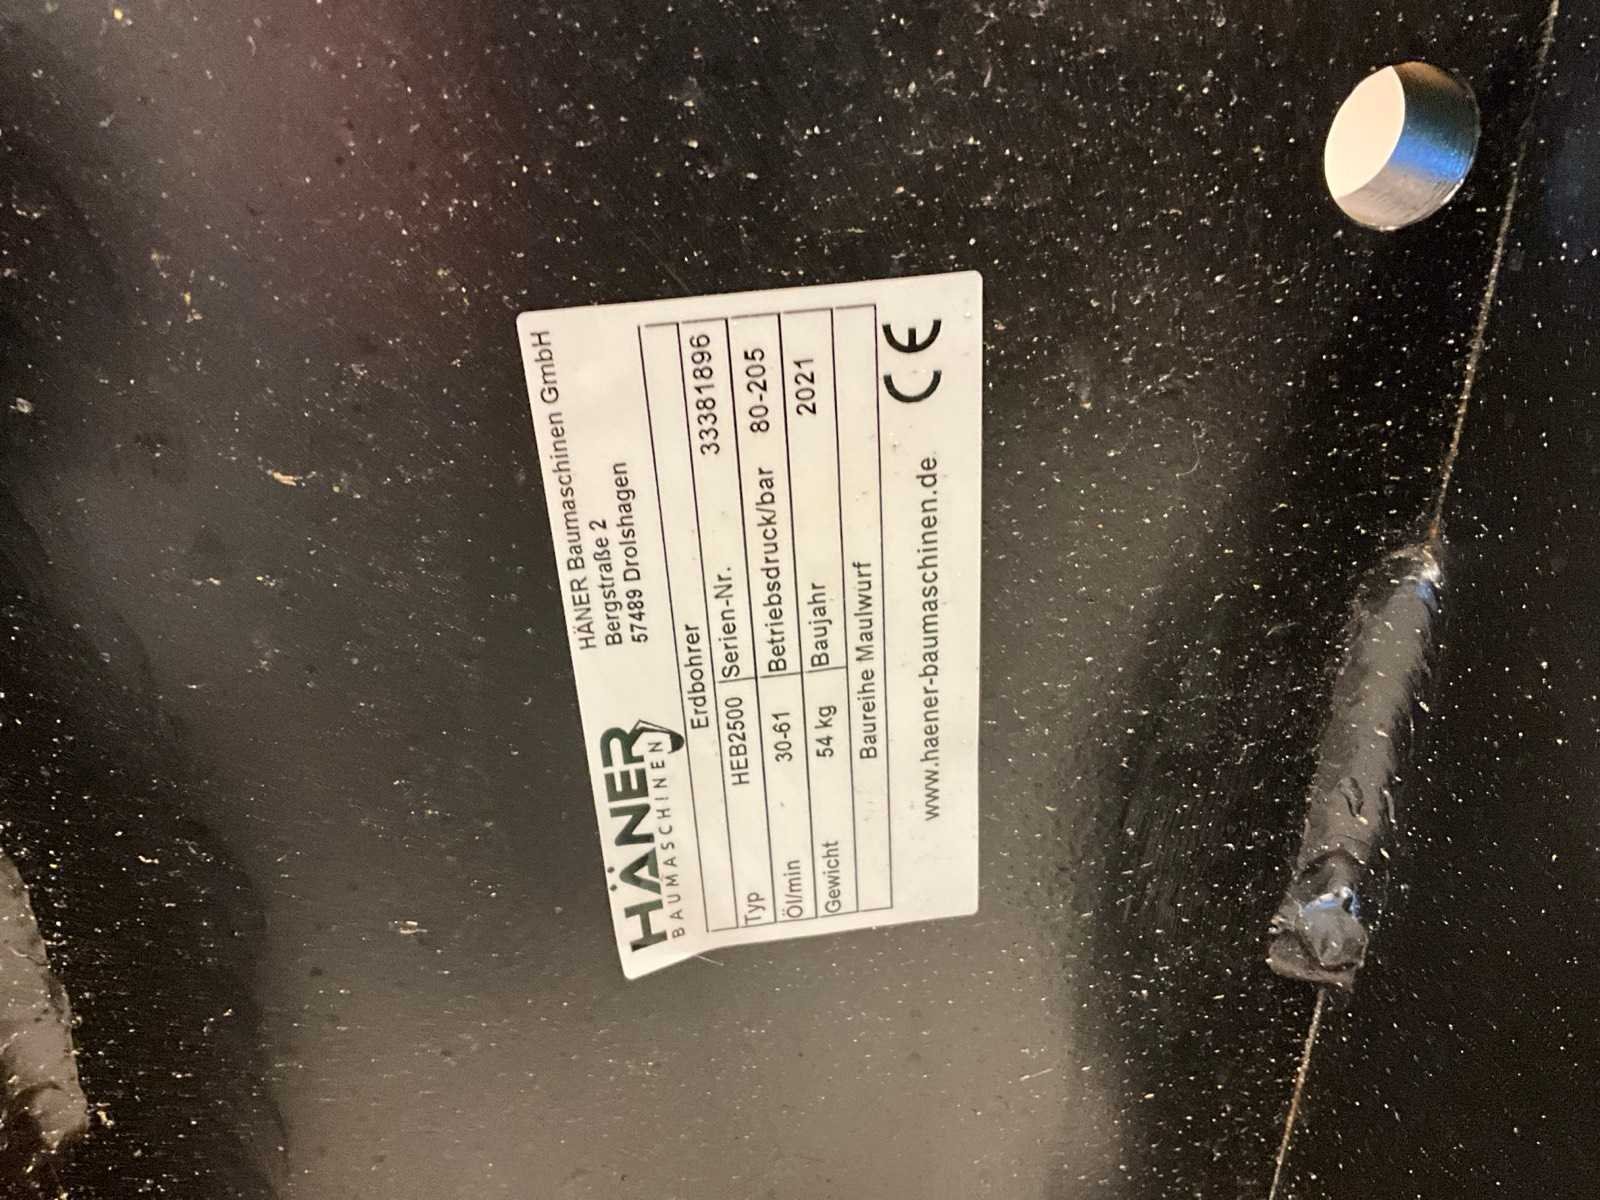 HÄNER
BAUMASCHINEN
HÄNER Baumaschinen GmbH
Bergstraße 2
57489 Drolshagen
Erdbohrer
Typ HEB2500 Serien-Nr. 33381896
Öl/min 30-61 Betriebsdruck/bar 80-205
Gewicht 54 kg Baujahr 2021
Baureihe Maulwurf
www.haener-baumaschinen.de CE